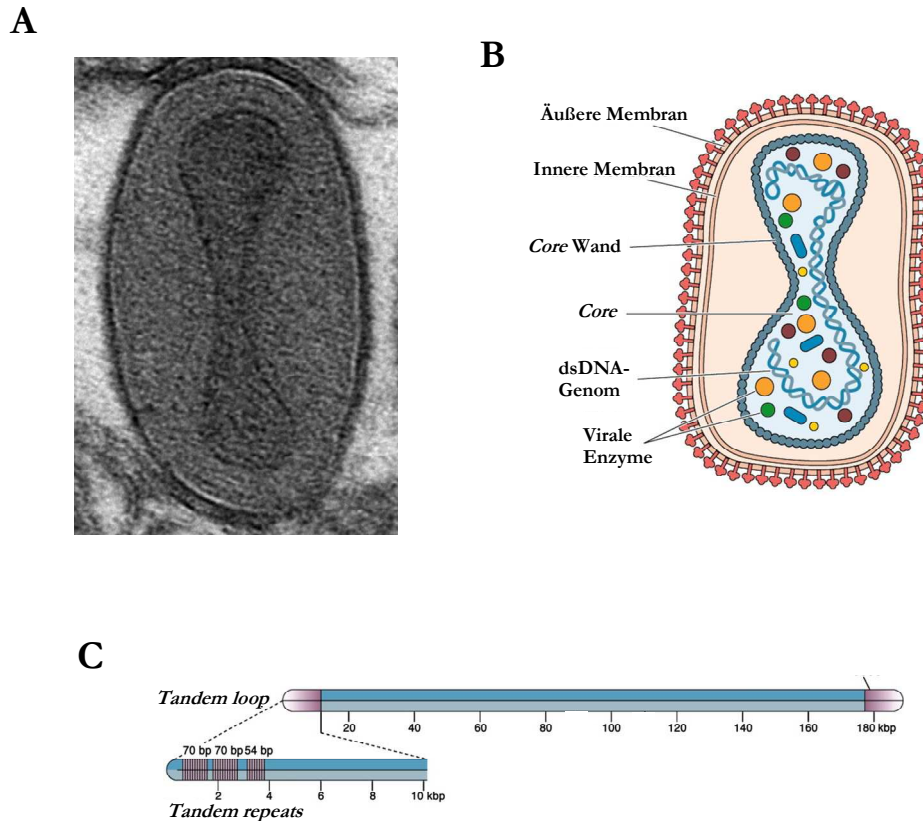 A
B
Äußere Membran
Innere Membran
Core Wand
Core
dsDNA-
Genom
Virale
Enzyme
C
Tandem loop
20 40 60 80 100 120 140 160 180 kbp
70 bp 70 bp 54 bp
2 4 6 8 10 kbp
Tandem repeats